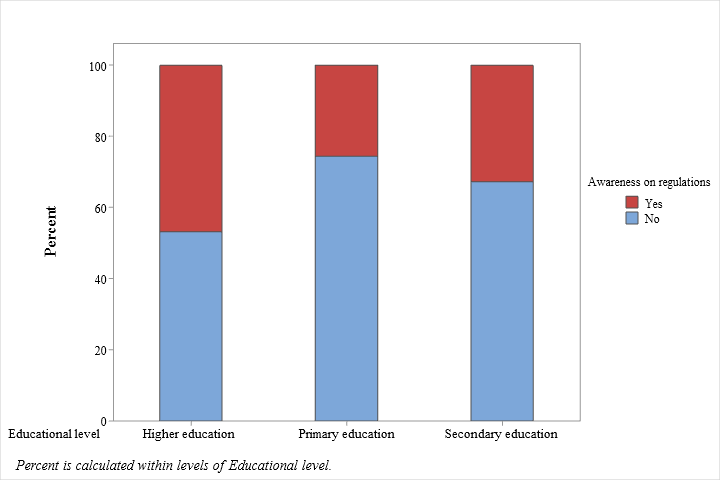 100
80
60
40
20
0
Percent
Educational level Higher education Primary education Secondary education
Awareness on regulations
Yes
No
Percent is calculated within levels of Educational level.